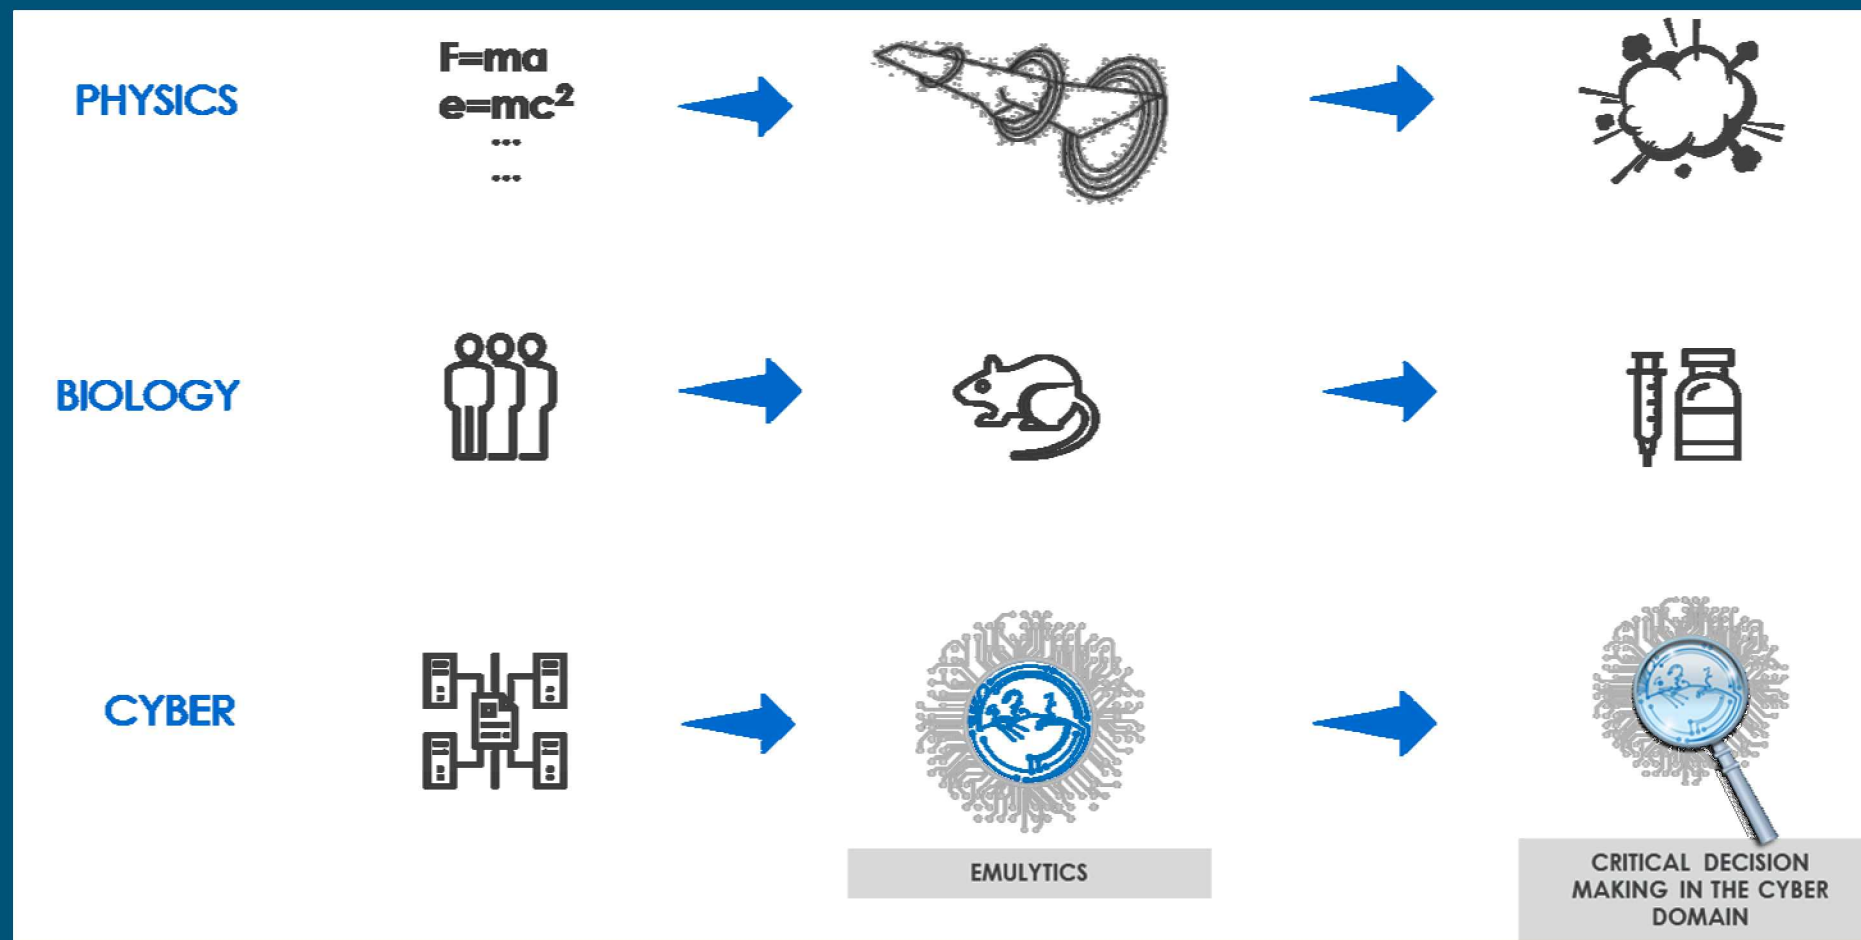 PHYSICS
F=ma
e=mc²
...
...
BIOLOGY
CYBER
EMULYTICS
CRITICAL DECISION
MAKING IN THE CYBER
DOMAIN